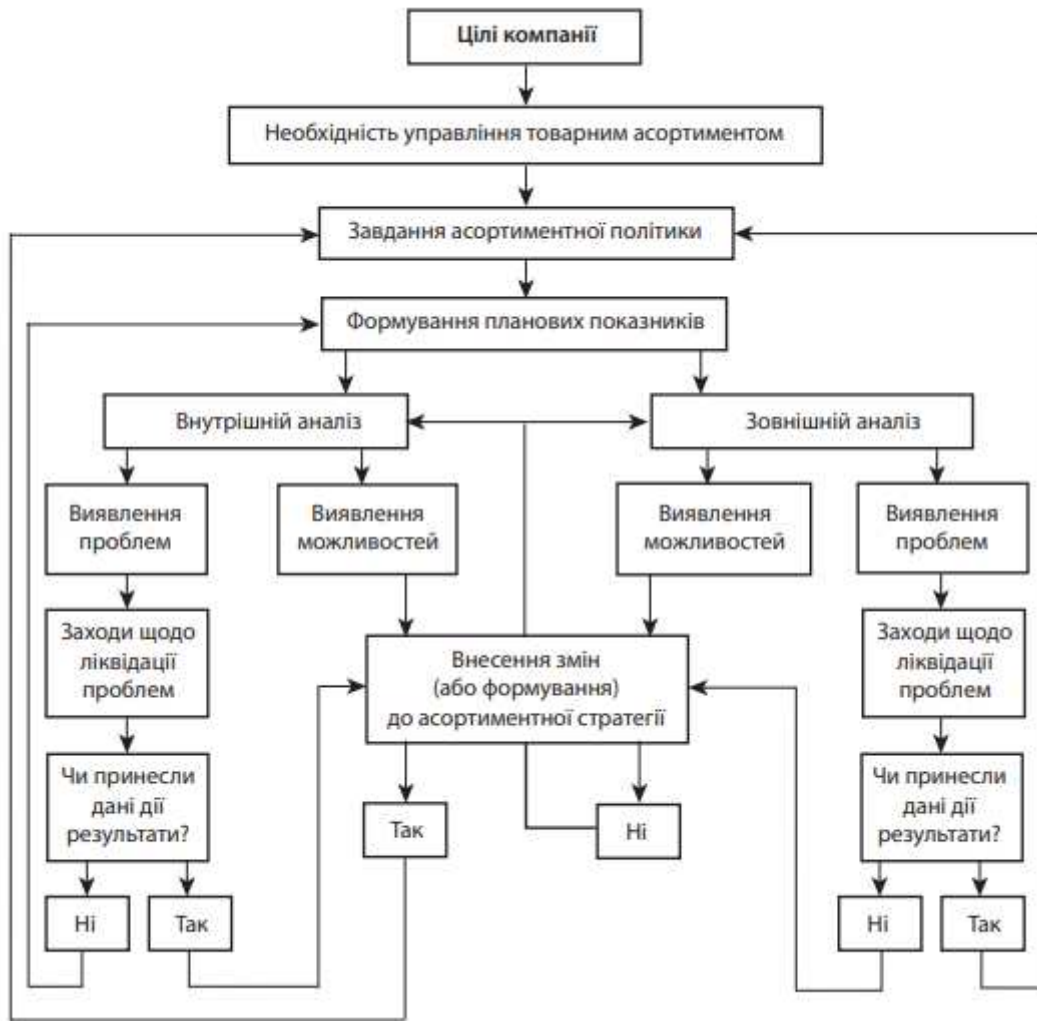 Цілі компанії
Необхідність управління товарним асортиментом
Завдання асортиментної політики
Формування планових показників
Внутрішній аналіз
Зовнішній аналіз
Виявлення
проблем
Виявлення
можливостей
Виявлення
можливостей
Виявлення
проблем
Заходи щодо
ліквідації
проблем
Внесення змін
(або формування)
до асортиментної стратегії
Заходи щодо
ліквідації
проблем
Чи принесли
дані дії
результати?
Так
Ні
Чи принесли
дані дії
результати?
Ні
Так
Ні
Так